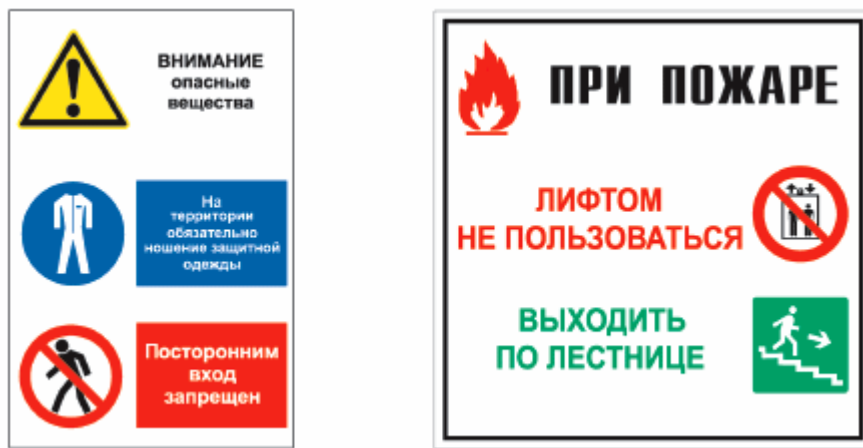 ВНИМАНИЕ
опасные
вещества
На
территории
обязательно
ношение защитной
одежды
Посторонним
вход
запрещен
ПРИ ПОЖАРЕ
ЛИФТОМ
НЕ ПОЛЬЗОВАТЬСЯ
ВЫХОДИТЬ
ПО ЛЕСТНИЦЕ